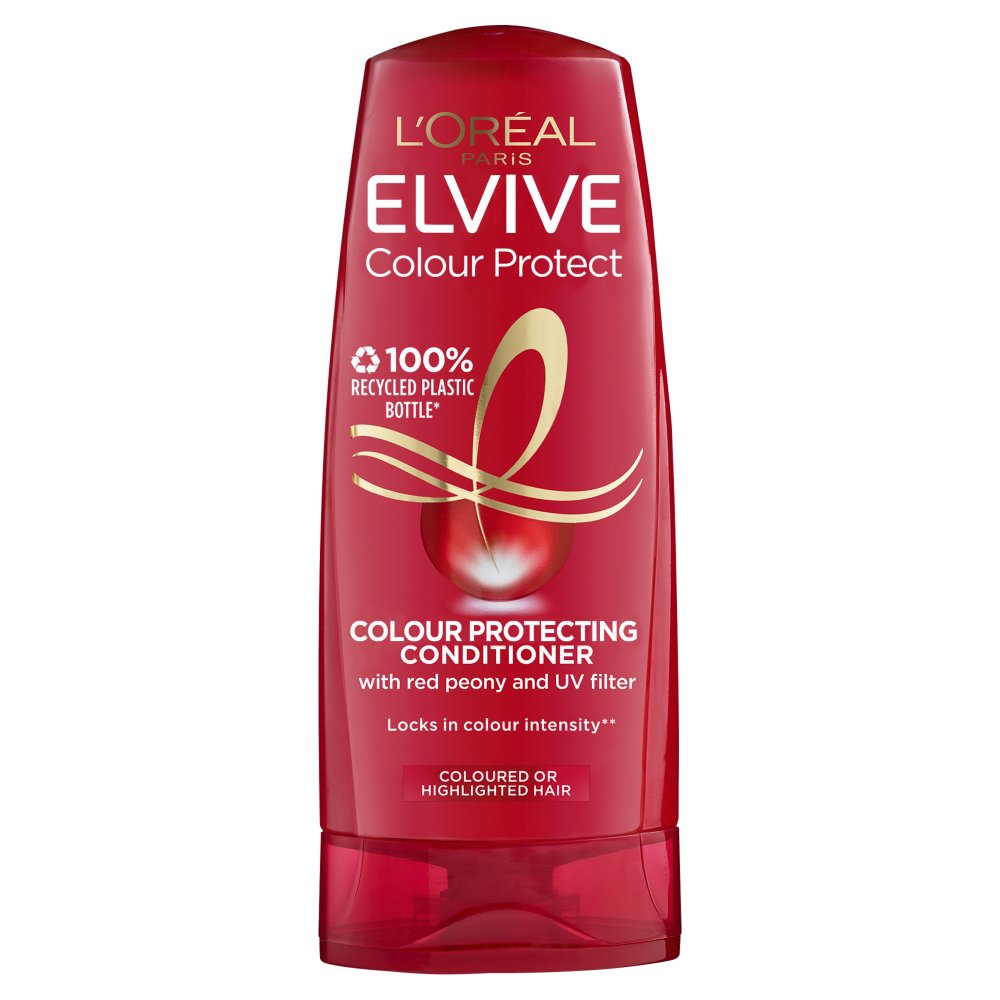 L'ORÉAL
PARiS
ELVIVE
Colour Protect
100%
RECYCLED PLASTIC
BOTTLE*
COLOUR PROTECTING
CONDITIONER
with red peony and UV filter
Locks in colour intensity**
COLOURED OR
HIGHLIGHTED HAIR